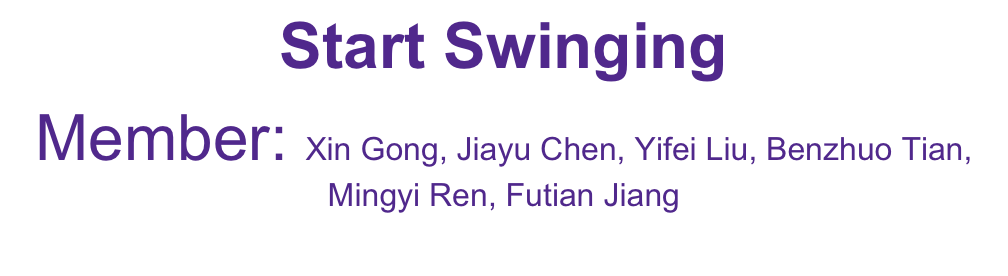 Start Swinging
Member: Xin Gong, Jiayu Chen, Yifei Liu, Benzhuo Tian,
Mingyi Ren, Futian Jiang